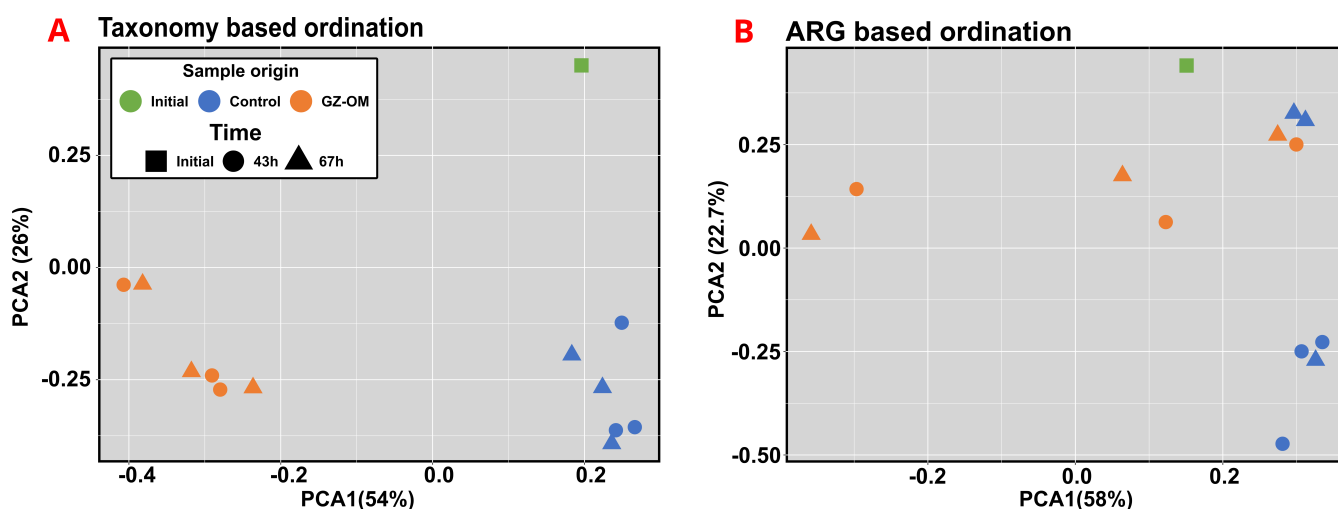 A Taxonomy based ordination
Sample origin
Initial Control GZ-OM
Time
Initial 43h 67h
0.25
0.00
-0.25
PCA2 (26%)
-0.4 -0.2 0.0 0.2
PCA1(54%)
B ARG based ordination
0.25
0.00
-0.25
-0.50
PCA2 (22.7%)
-0.2 0.0 0.2
PCA1(58%)